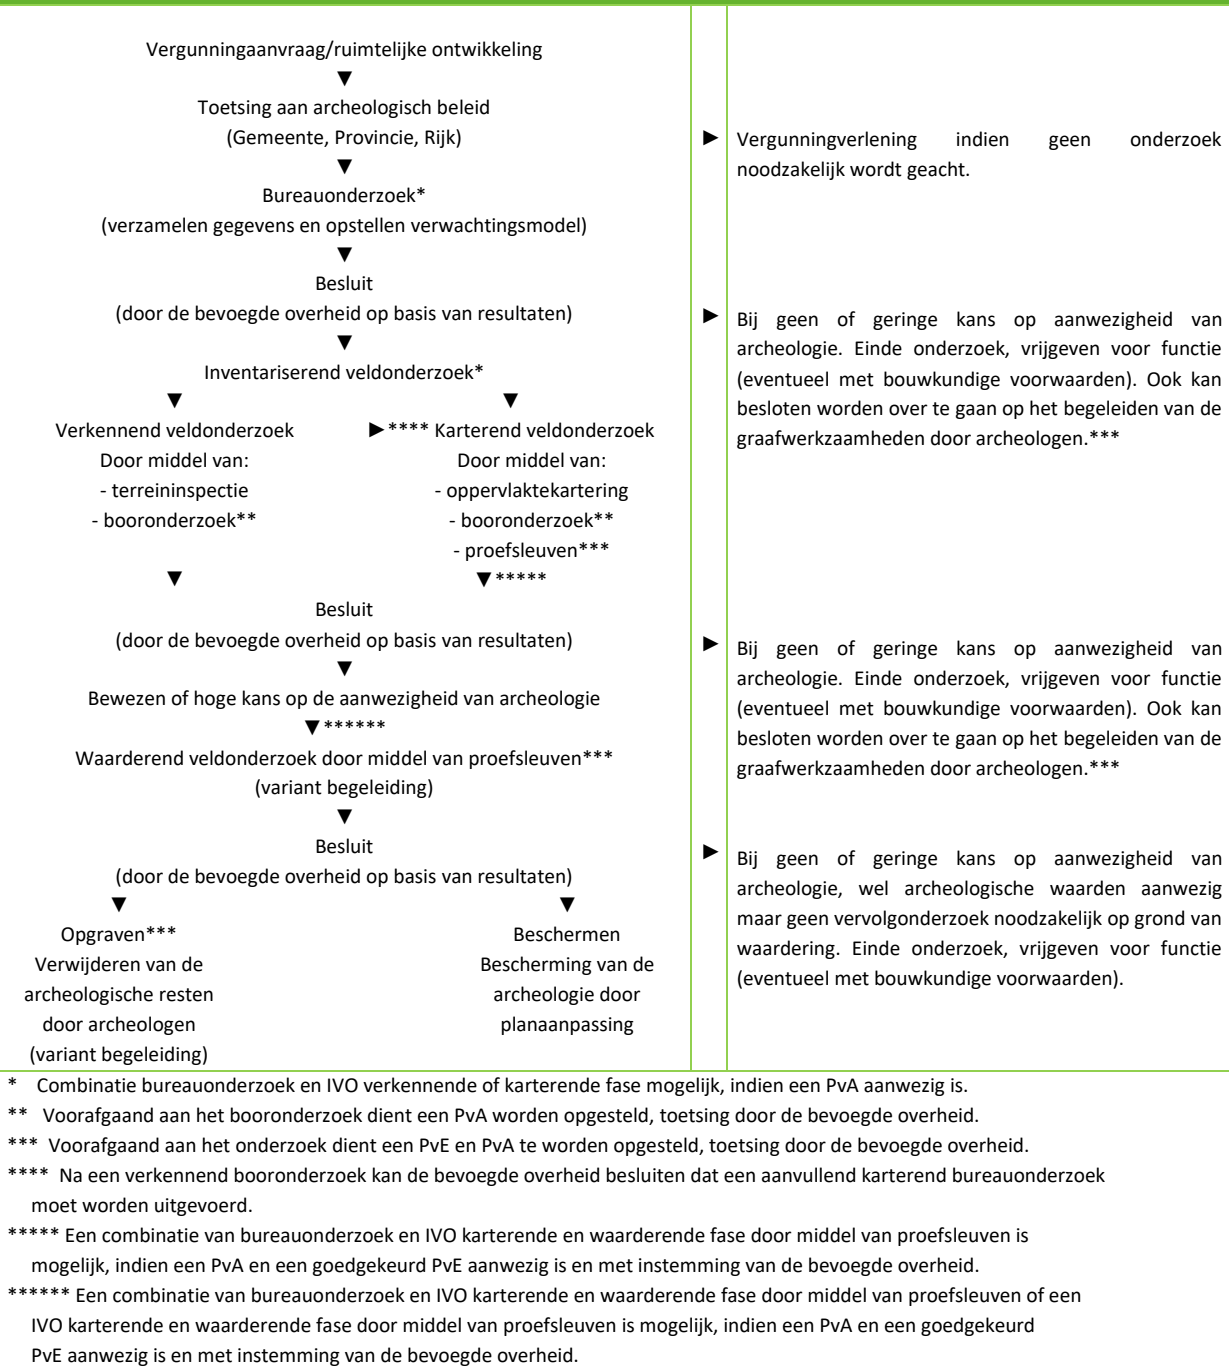 Vergunningaanvraag/ruimtelijke ontwikkeling
▼
Toetsing aan archeologisch beleid
(Gemeente, Provincie, Rijk)
► Vergunningverlening indien geen onderzoek
noodzakelijk wordt geacht.
▼
Bureauonderzoek*
(verzamelen gegevens en opstellen verwachtingsmodel)
▼
Besluit
(door de bevoegde overheid op basis van resultaten)
► Bij geen of geringe kans op aanwezigheid van
archeologie. Einde onderzoek, vrijgeven voor functie
(eventueel met bouwkundige voorwaarden). Ook kan
besloten worden over te gaan op het begeleiden van de
graafwerkzaamheden door archeologen.***
▼
Inventariserend veldonderzoek*
▼ ▼
Verkennend veldonderzoek ►**** Karterend veldonderzoek
Door middel van: Door middel van:
- terreininspectie - oppervlaktekartering
- booronderzoek** - booronderzoek**
- proefsleuven***
▼ ▼*****
Besluit
(door de bevoegde overheid op basis van resultaten)
► Bij geen of geringe kans op aanwezigheid van
archeologie. Einde onderzoek, vrijgeven voor functie
(eventueel met bouwkundige voorwaarden). Ook kan
besloten worden over te gaan op het begeleiden van de
graafwerkzaamheden door archeologen.***
▼
Bewezen of hoge kans op de aanwezigheid van archeologie
▼******
Waarderend veldonderzoek door middel van proefsleuven***
(variant begeleiding)
▼
Besluit
(door de bevoegde overheid op basis van resultaten)
► Bij geen of geringe kans op aanwezigheid van
archeologie, wel archeologische waarden aanwezig
maar geen vervolgonderzoek noodzakelijk op grond van
waardering. Einde onderzoek, vrijgeven voor functie
(eventueel met bouwkundige voorwaarden).
▼ ▼
Opgraven*** Beschermen
Verwijderen van de Bescherming van de
archeologische resten archeologie door
door archeologen planaanpassing
(variant begeleiding)
* Combinatie bureauonderzoek en IVO verkennende of karterende fase mogelijk, indien een PvA aanwezig is.
** Voorafgaand aan het booronderzoek dient een PvA worden opgesteld, toetsing door de bevoegde overheid.
*** Voorafgaand aan het onderzoek dient een PvE en PvA te worden opgesteld, toetsing door de bevoegde overheid.
**** Na een verkennend booronderzoek kan de bevoegde overheid besluiten dat een aanvullend karterend bureauonderzoek
moet worden uitgevoerd.
***** Een combinatie van bureauonderzoek en IVO karterende en waarderende fase door middel van proefsleuven is
mogelijk, indien een PvA en een goedgekeurd PvE aanwezig is en met instemming van de bevoegde overheid.
****** Een combinatie van bureauonderzoek en IVO karterende en waarderende fase door middel van proefsleuven of een
IVO karterende en waarderende fase door middel van proefsleuven is mogelijk, indien een PvA en een goedgekeurd
PvE aanwezig is en met instemming van de bevoegde overheid.